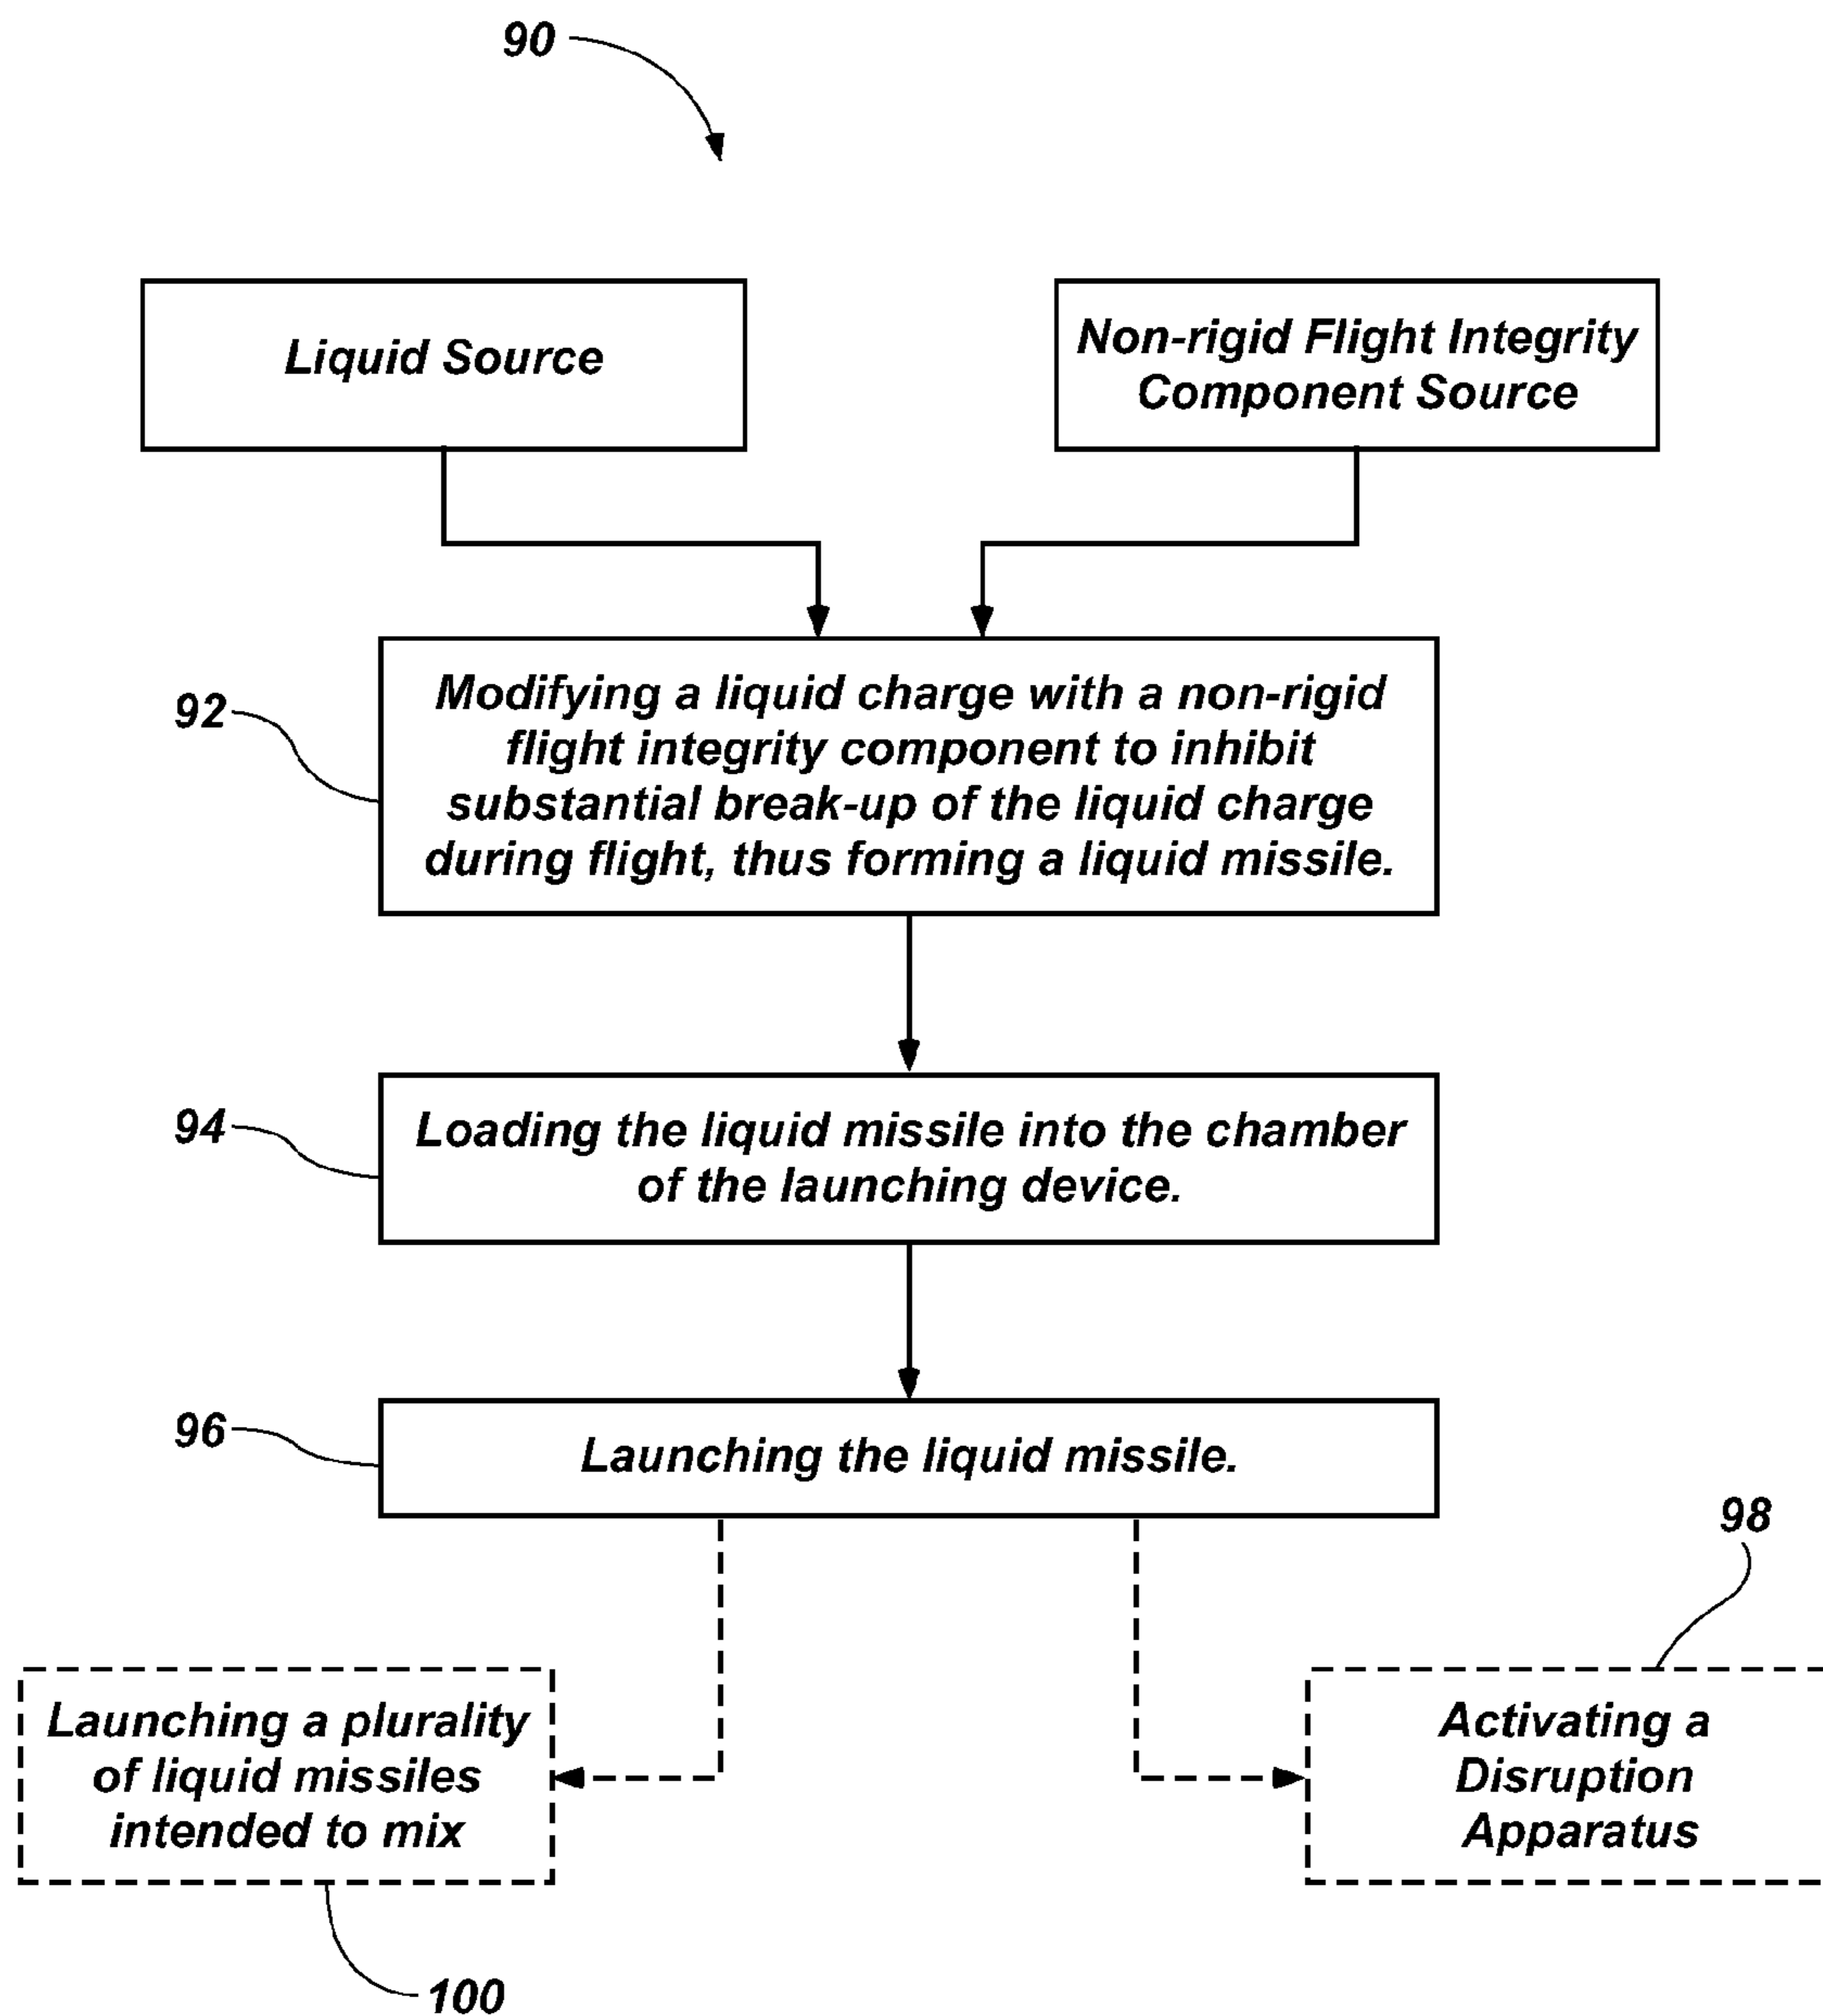 90
Liquid Source
Non-rigid Flight Integrity
Component Source
92
Modifying a liquid charge with a non-rigid
flight integrity component to inhibit
substantial break-up of the liquid charge
during flight, thus forming a liquid missile.
94
Loading the liquid missile into the chamber
of the launching device.
96
Launching the liquid missile.
98
Launching a plurality
of liquid missiles
intended to mix
Activating a
Disruption
Apparatus
100